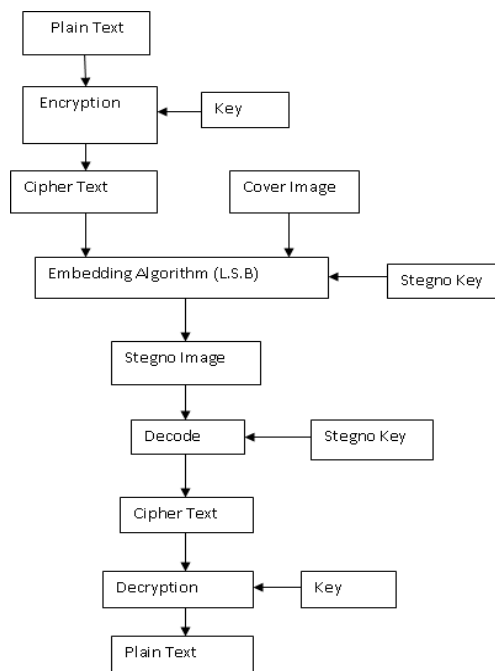 Plain Text
Encryption
Key
Cipher Text
Cover Image
Embedding Algorithm (L.S.B)
Stegno Key
Stegno Image
Decode
Stegno Key
Cipher Text
Decryption
Key
Plain Text